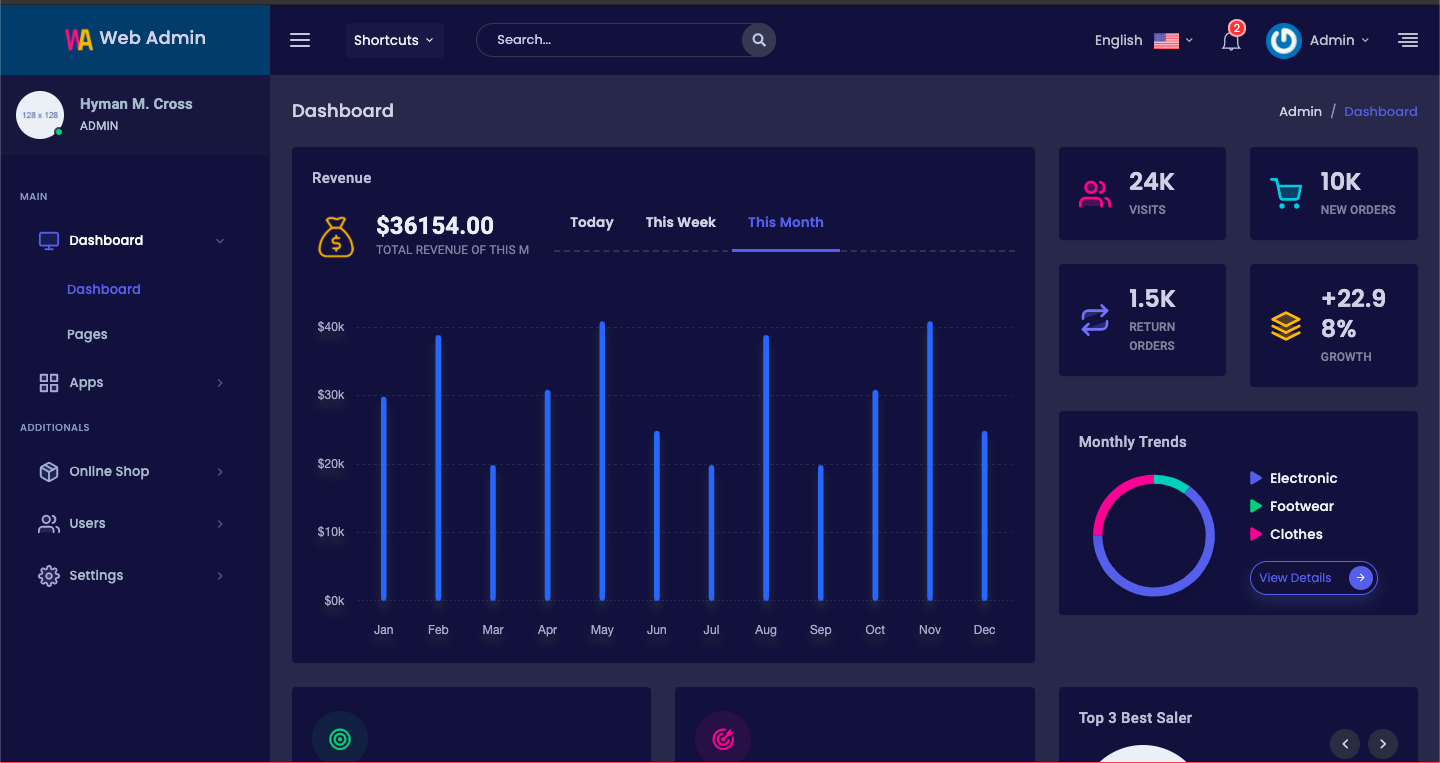 WA Web Admin
Shortcuts
Search...
English
2
Admin
128 x 128
Hyman M. Cross
ADMIN
MAIN
Dashboard
Dashboard
Pages
Apps
ADDITIONALS
Online Shop
Users
Settings
Dashboard
Admin / Dashboard
Revenue
$36154.00
TOTAL REVENUE OF THIS M
Today This Week This Month
$40k
$30k
$20k
$10k
$0k
Jan Feb Mar Apr May Jun Jul Aug Sep Oct Nov Dec
24K
VISITS
10K
NEW ORDERS
1.5K
RETURN
ORDERS
+22.9
8%
GROWTH
Monthly Trends
Electronic
Footwear
Clothes
View Details
Top 3 Best Saler